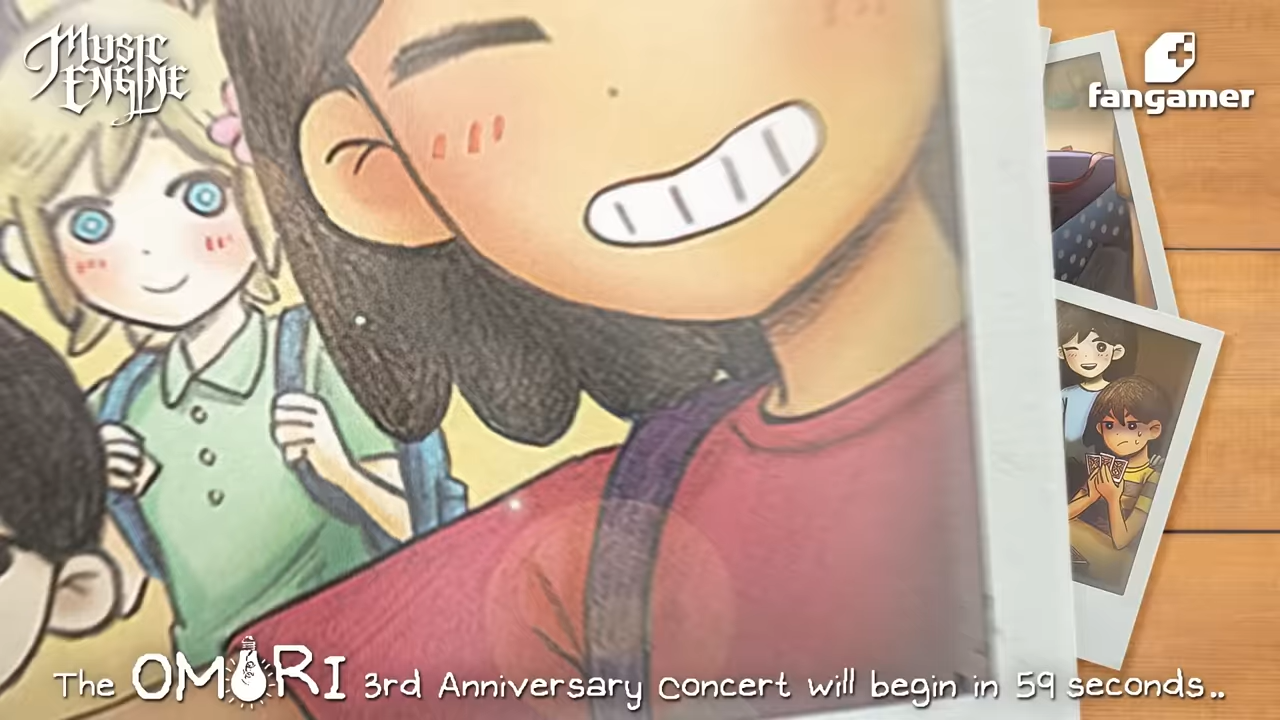 MUSIC
ENGINE
fangamer
The OMORI 3rd Anniversary Concert will begin in 59 seconds..